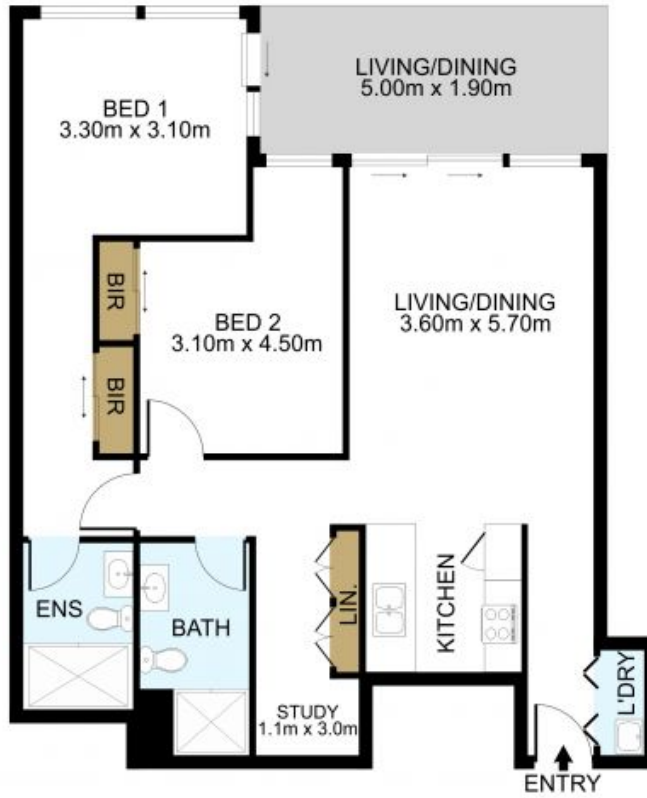 LIVING/DINING
5.00m x 1.90m
BED 1
3.30m x 3.10m
BIR
BED 2
3.10m x 4.50m
LIVING/DINING
3.60m x 5.70m
BIR
ENS
BATH
LIN.
KITCHEN
STUDY
1.1m x 3.0m
L'DRY
ENTRY